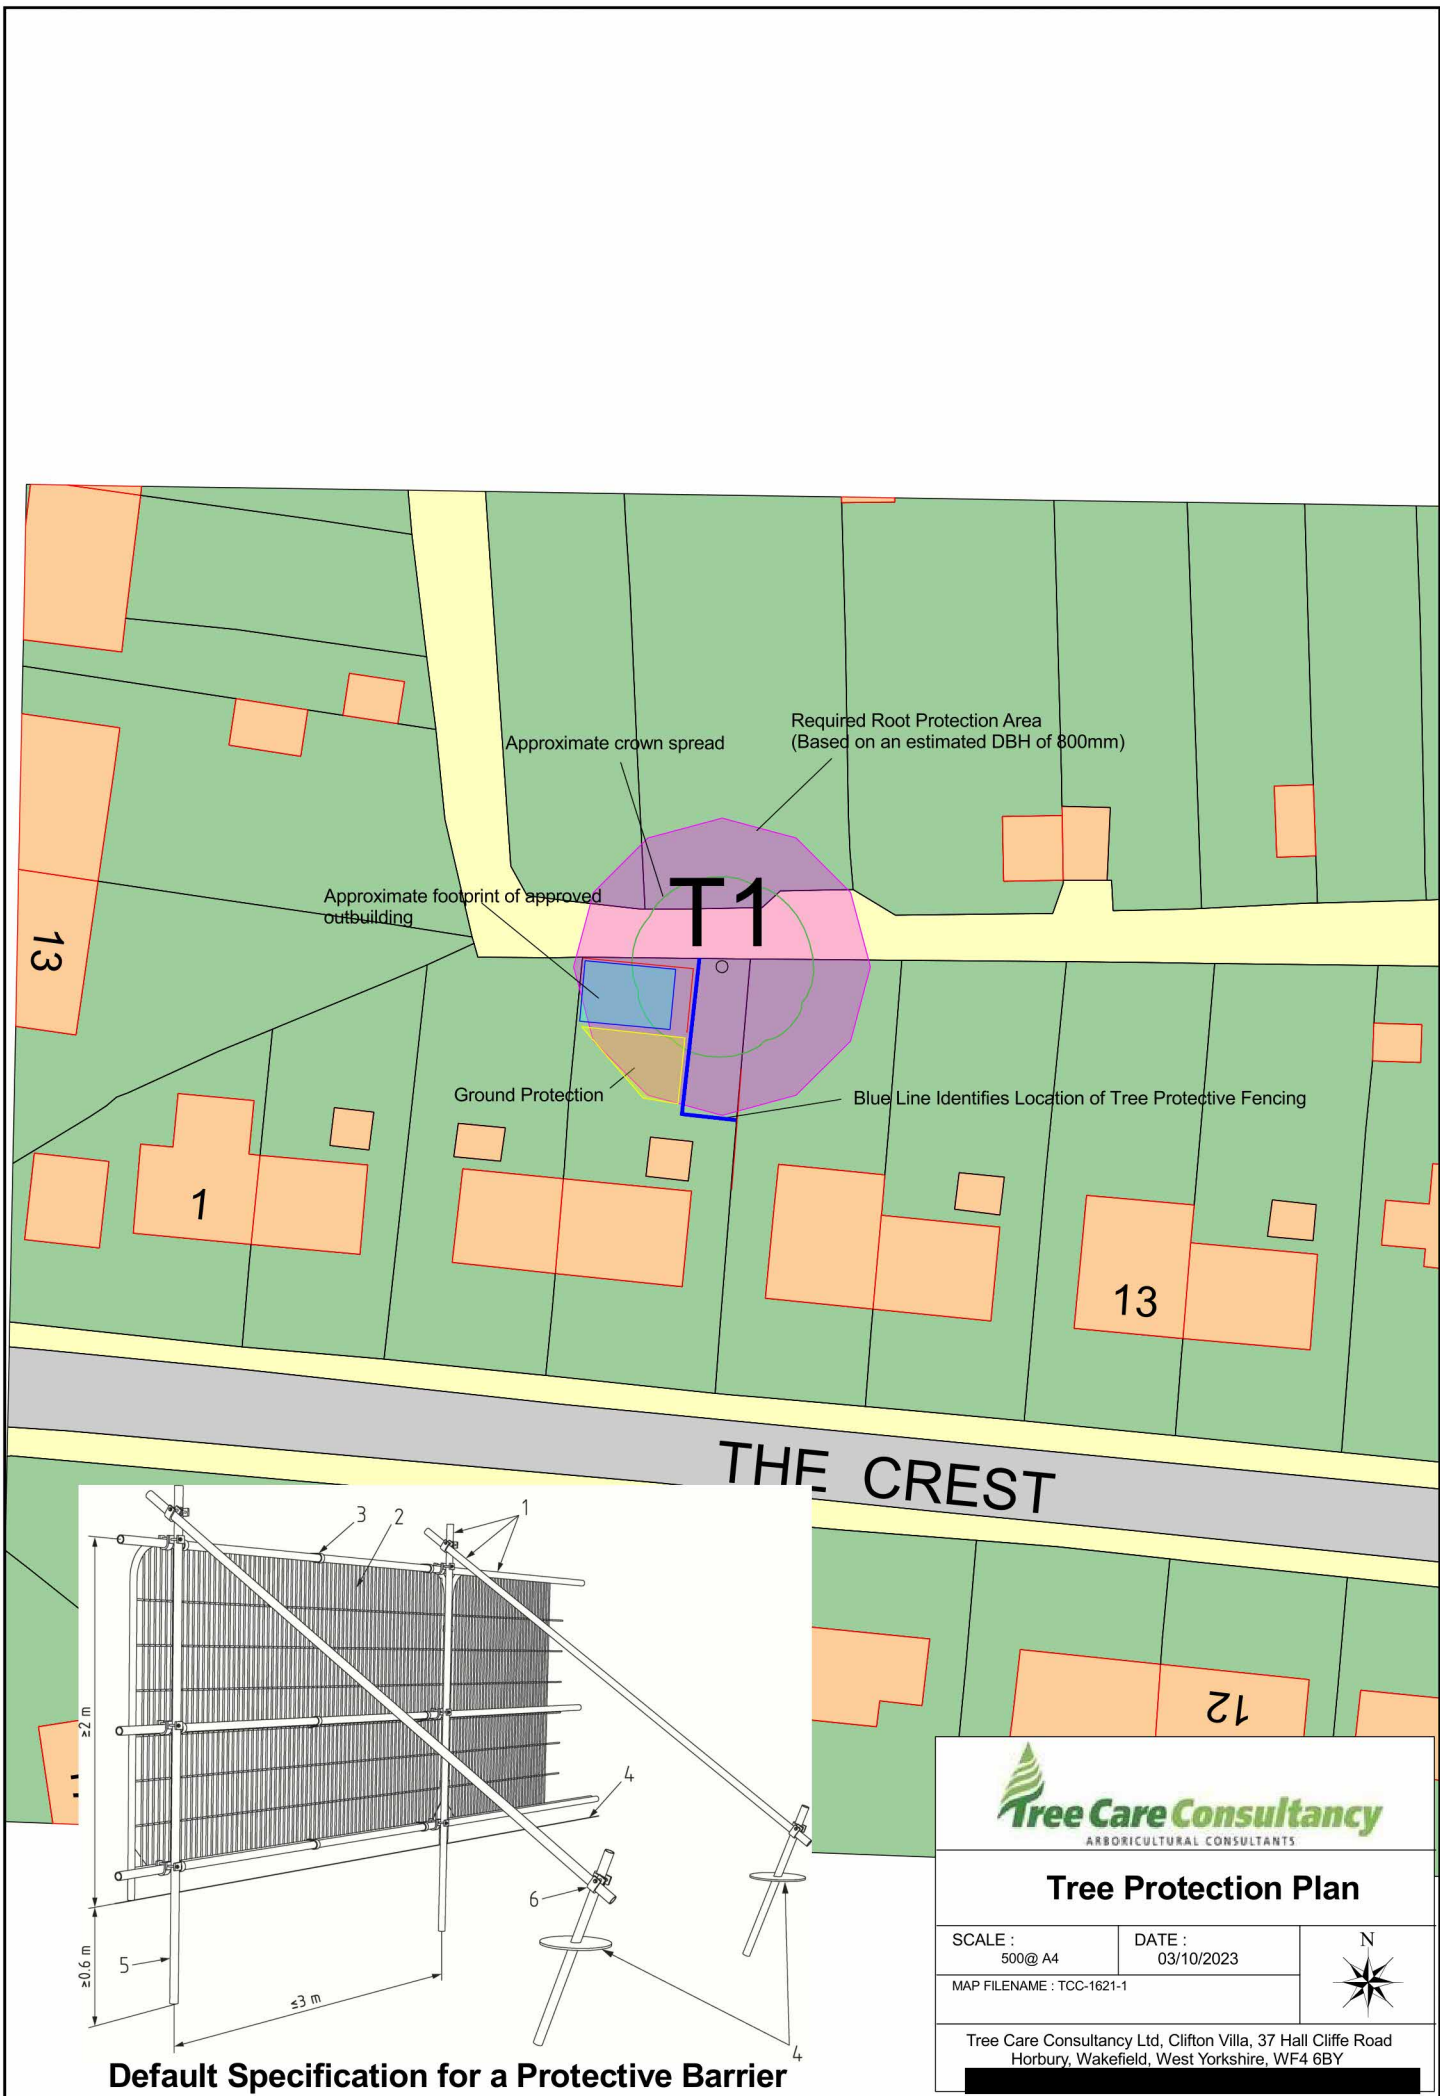 Required Root Protection Area
(Based on an estimated DBH of 800mm)
Approximate crown spread
T1
Approximate footprint of approved
outbuilding
13
Ground Protection
Blue Line Identifies Location of Tree Protective Fencing
1
13
THE CREST
12
1
3
2
4
≥2 m
6
5
≥0.6 m
≤3 m
4
Default Specification for a Protective Barrier
Tree Care Consultancy
ARBORICULTURAL CONSULTANTS
Tree Protection Plan
SCALE :
500@ A4
DATE :
03/10/2023
N
MAP FILENAME : TCC-1621-1
Tree Care Consultancy Ltd, Clifton Villa, 37 Hall Cliffe Road
Horbury, Wakefield, West Yorkshire, WF4 6BY